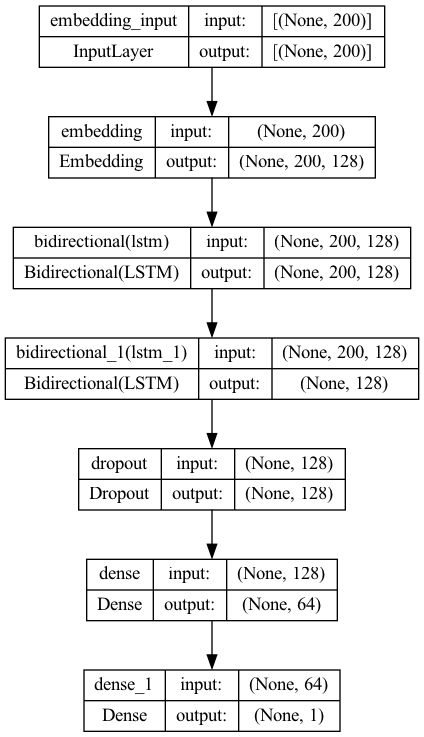 embedding_input input: [(None, 200)]
InputLayer output: [(None, 200)]
embedding input: (None, 200)
Embedding output: (None, 200, 128)
bidirectional(lstm) input: (None, 200, 128)
Bidirectional(LSTM) output: (None, 200, 128)
bidirectional_1(lstm_1) input: (None, 200, 128)
Bidirectional(LSTM) output: (None, 128)
dropout input: (None, 128)
Dropout output: (None, 128)
dense input: (None, 128)
Dense output: (None, 64)
dense_1 input: (None, 64)
Dense output: (None, 1)